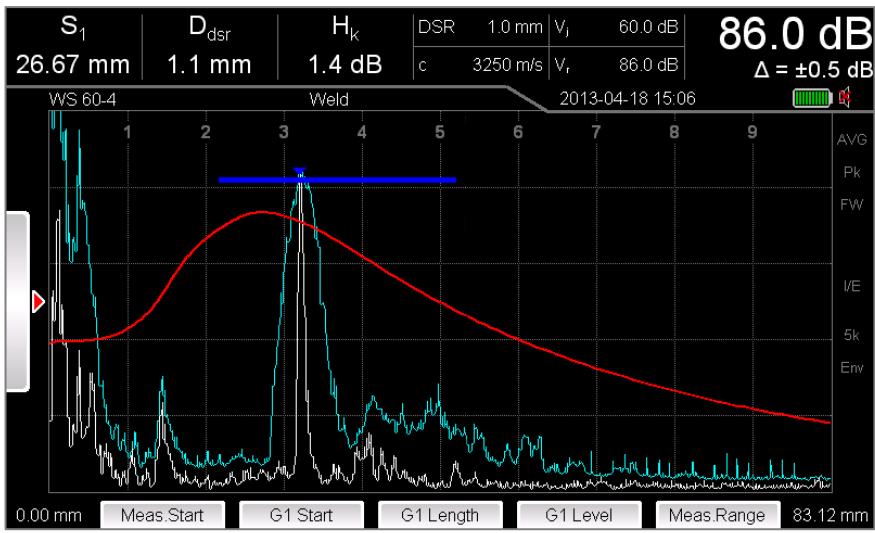 S1 Ddsr Hk DSR 1.0 mm Vj 60.0 dB 86.0 dB
26.67 mm 1.1 mm 1.4 dB c 3250 m/s Vr 86.0 dB Δ = ±0.5 dB
WS 60-4 Weld 2013-04-18 15:06
1 2 3 4 5 6 7 8 9
AVG
Pk
FW
I/E
5k
Env
0.00 mm Meas.Start G1 Start G1 Length G1 Level Meas.Range 83.12 mm